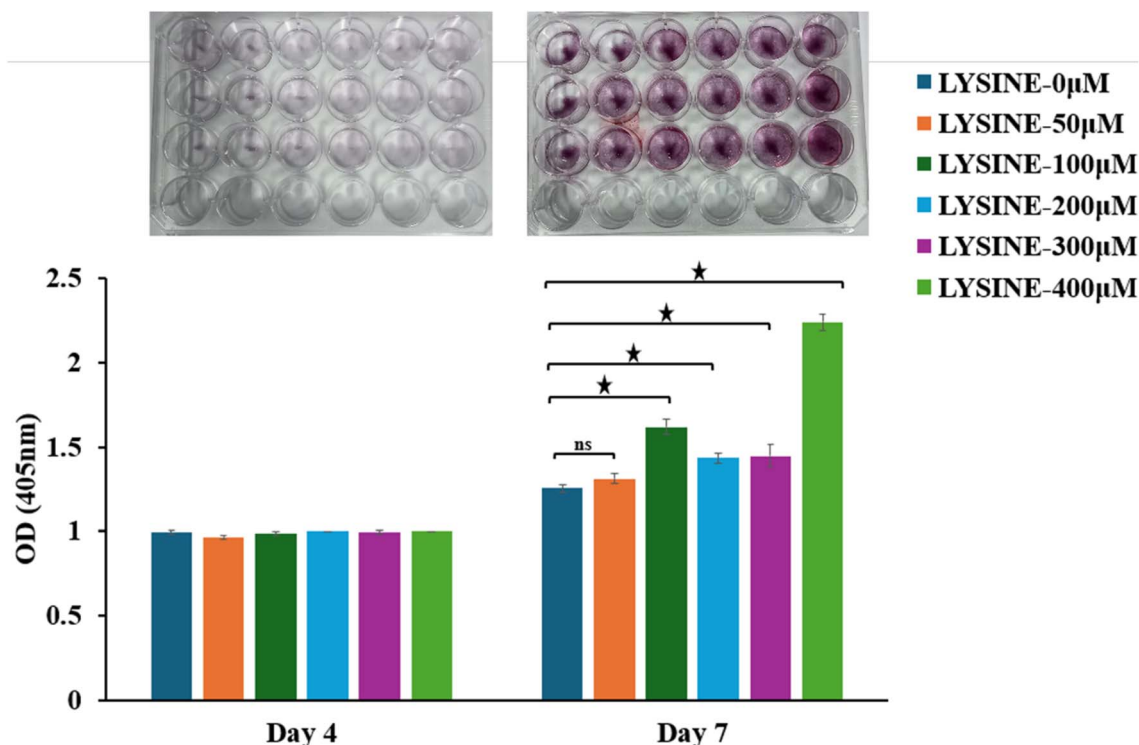 LYSINE-0µM
LYSINE-50µM
LYSINE-100µM
LYSINE-200µM
LYSINE-300µM
LYSINE-400µM
2.5
2
1.5
1
0.5
0
OD (405nm)
★
★
★
★
ns
Day 4
Day 7